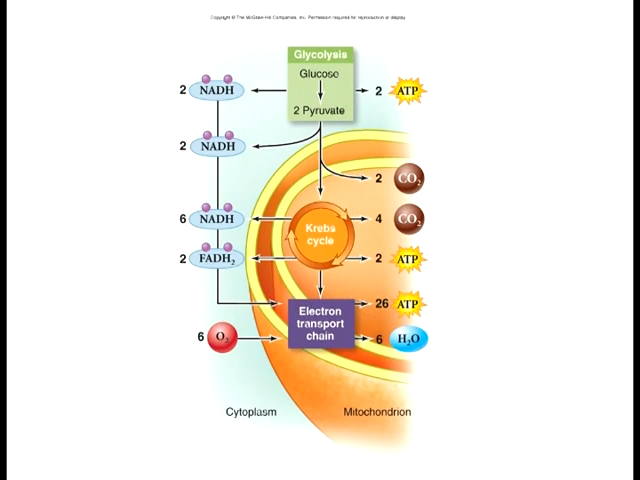 Copyright © The McGraw-Hill Companies, Inc. Permission required for reproduction or display.
Glycolysis
Glucose
2 Pyruvate
2 NADH
2 ATP
2 NADH
2 CO₂
6 NADH
Krebs
cycle
4 CO₂
2 FADH₂
2 ATP
Electron
transport
chain
26 ATP
6 O₂
6 H₂O
Cytoplasm
Mitochondrion